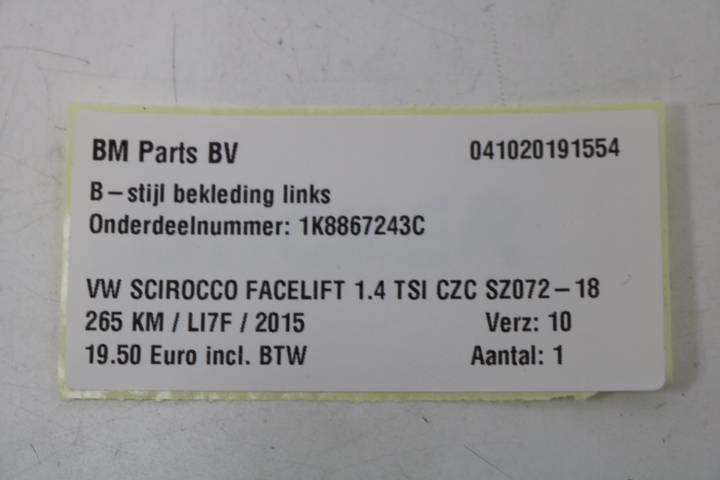 BM Parts BV 041020191554
B-stijl bekleding links
Onderdeelnummer: 1K8867243C
VW SCIROCCO FACELIFT 1.4 TSI CZC SZ072-18
265 KM / LI7F / 2015 Verz: 10
19.50 Euro incl. BTW Aantal: 1